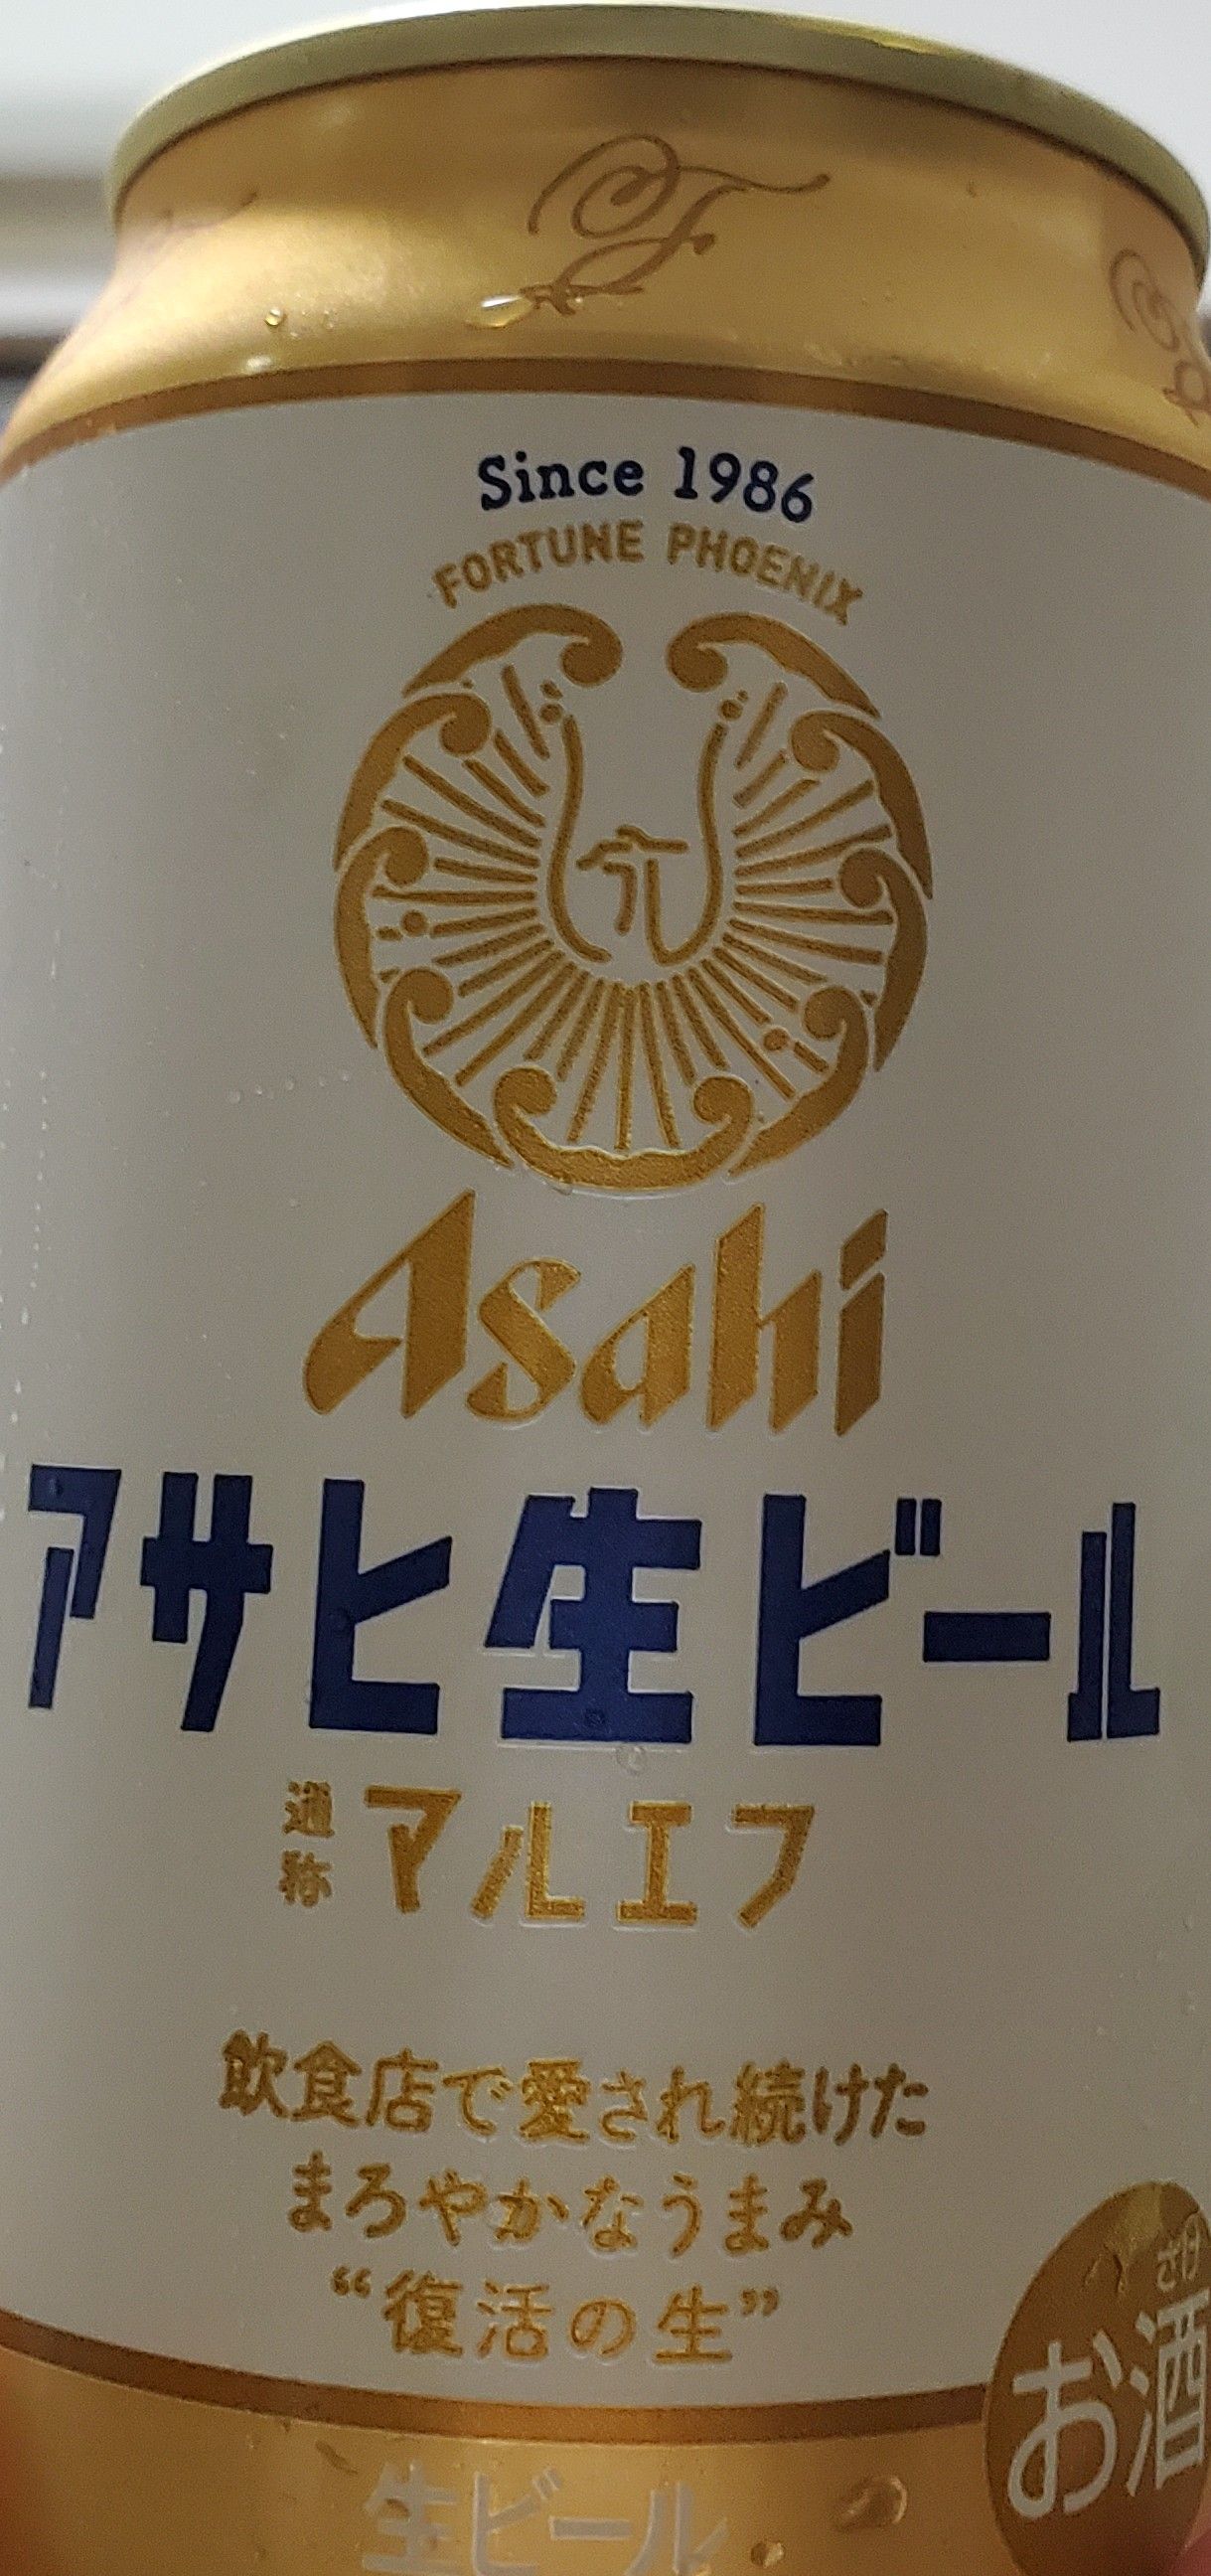 F
Since 1986
FORTUNE PHOENIX
Asahi
アサヒ生ビール
通称 マルエフ
飲食店で愛され続けた
まろやかなうまみ
“復活の生”
お酒
生ビール